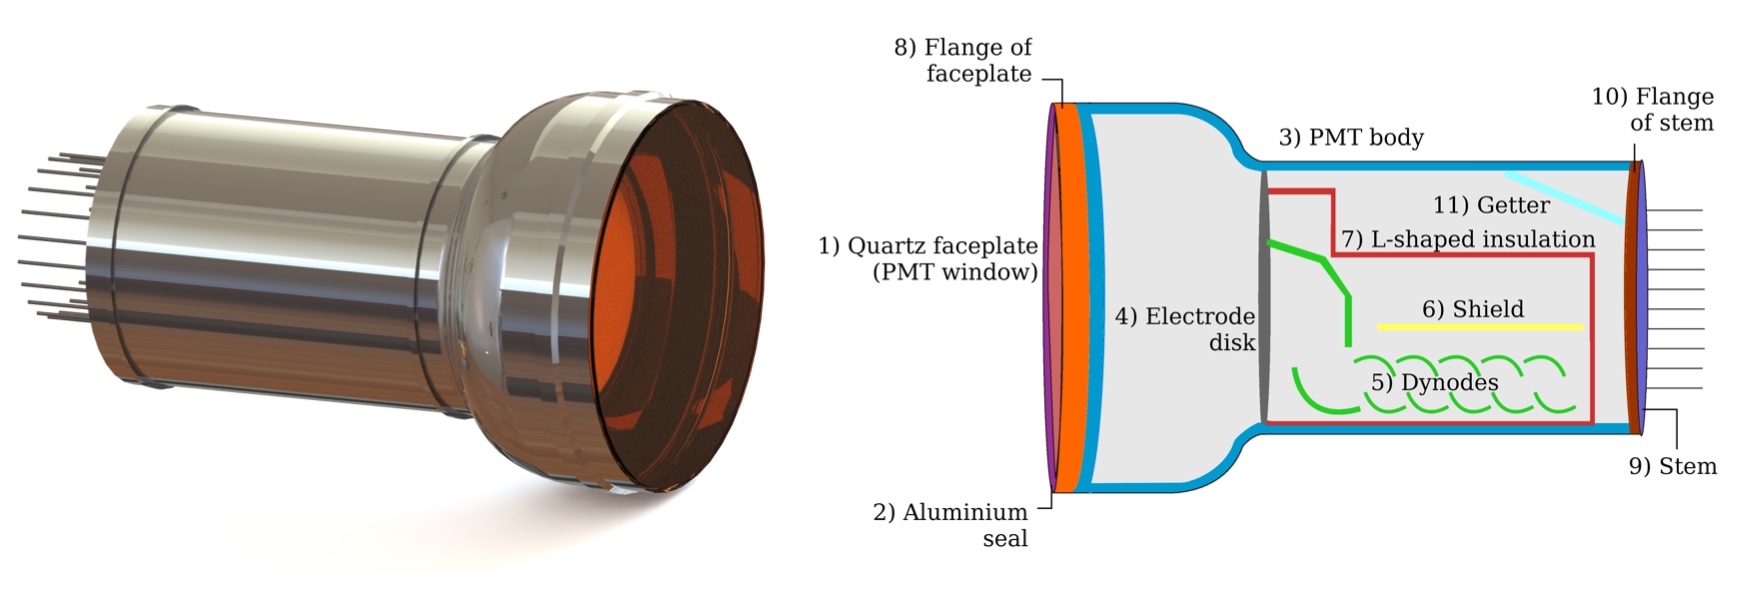 8) Flange of
faceplate
10) Flange
of stem
3) PMT body
11) Getter
7) L-shaped insulation
1) Quartz faceplate
(PMT window)
6) Shield
4) Electrode
disk
5) Dynodes
9) Stem
2) Aluminium
seal